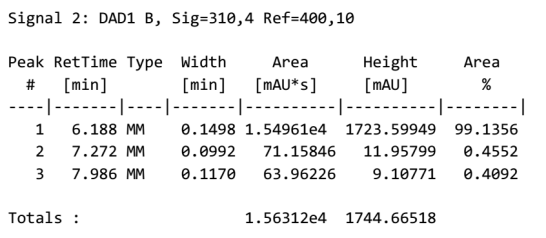 Signal 2: DAD1 B, Sig=310,4 Ref=400,10
Peak RetTime Type  Width     Area      Height     Area
  #   [min]        [min]   [mAU*s]     [mAU]        %
----|-------|----|-------|----------|----------|--------|
   1   6.188 MM    0.1498 1.54961e4  1723.59949  99.1356
   2   7.272 MM    0.0992   71.15846   11.95799   0.4552
   3   7.986 MM    0.1170   63.96226    9.10771   0.4092
Totals :                  1.56312e4  1744.66518